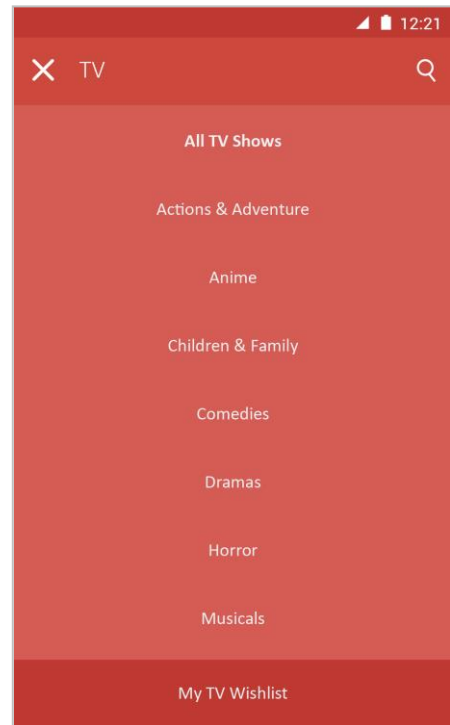 12:21
TV
All TV Shows
Actions & Adventure
Anime
Children & Family
Comedies
Dramas
Horror
Musicals
My TV Wishlist